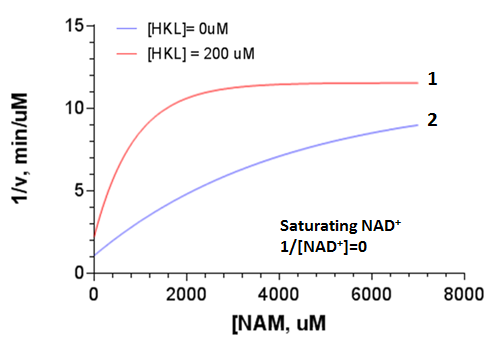 [HKL]= 0uM
[HKL] = 200 uM
15
10
5
0
1/v, min/uM
1
2
Saturating NAD⁺
1/[NAD⁺]=0
0
2000
4000
6000
8000
[NAM, uM